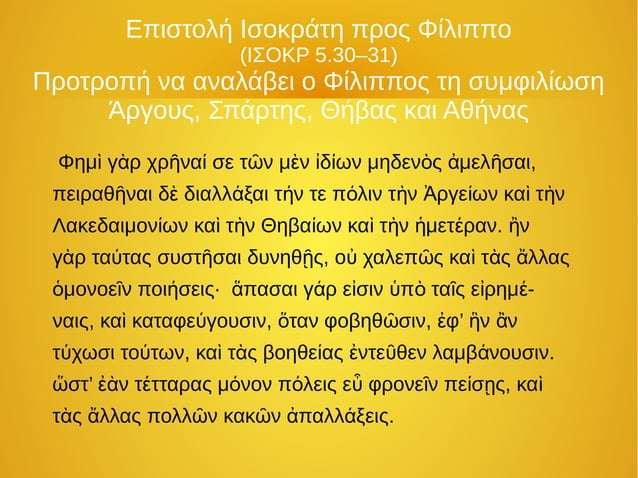 Επιστολή Ισοκράτη προς Φίλιππο
(ΙΣΟΚΡ 5.30–31)
Προτροπή να αναλάβει ο Φίλιππος τη συμφιλίωση
Άργους, Σπάρτης, Θήβας και Αθήνας
Φημὶ γὰρ χρῆναί σε τῶν μὲν ἰδίων μηδενὸς ἀμελῆσαι,
πειραθῆναι δὲ διαλλάξαι τήν τε πόλιν τὴν Ἀργείων καὶ τὴν
Λακεδαιμονίων καὶ τὴν Θηβαίων καὶ τὴν ἡμετέραν. ἢν
γὰρ ταύτας συστῆσαι δυνηθῇς, οὐ χαλεπῶς καὶ τὰς ἄλλας
ὁμονοεῖν ποιήσεις· ἅπασαι γάρ εἰσιν ὑπὸ ταῖς εἰρημέ-
ναις, καὶ καταφεύγουσιν, ὅταν φοβηθῶσιν, ἐφ’ ἣν ἂν
τύχωσι τούτων, καὶ τὰς βοηθείας ἐντεῦθεν λαμβάνουσιν.
ὥστ’ ἐὰν τέτταρας μόνον πόλεις εὖ φρονεῖν πείσῃς, καὶ
τὰς ἄλλας πολλῶν κακῶν ἀπαλλάξεις.